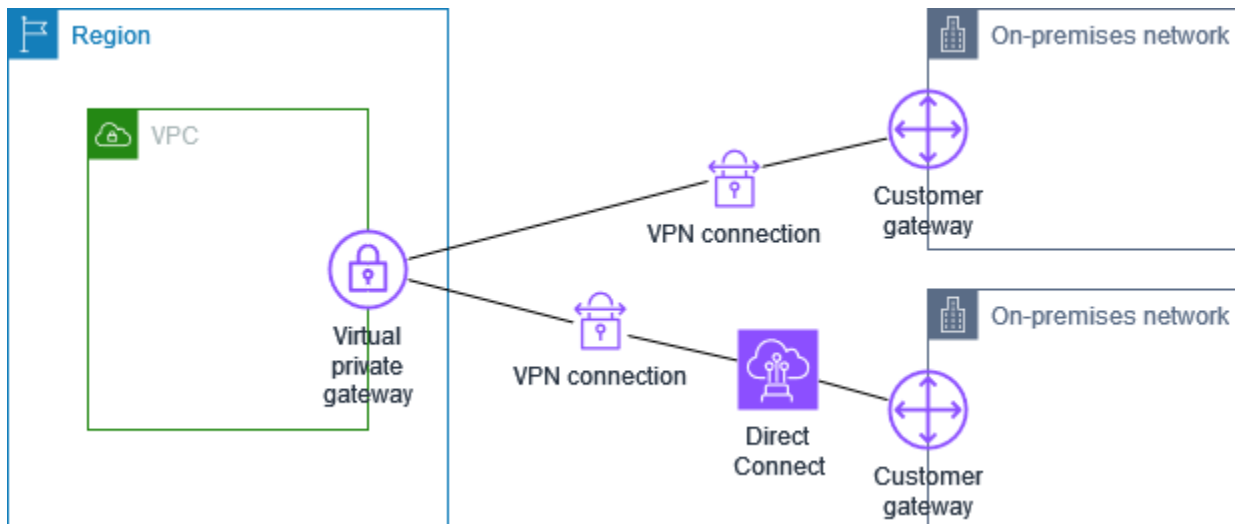 Region
On-premises network
VPC
Customer
gateway
VPN connection
Virtual
private
gateway
On-premises network
VPN connection
Direct
Connect
Customer
gateway